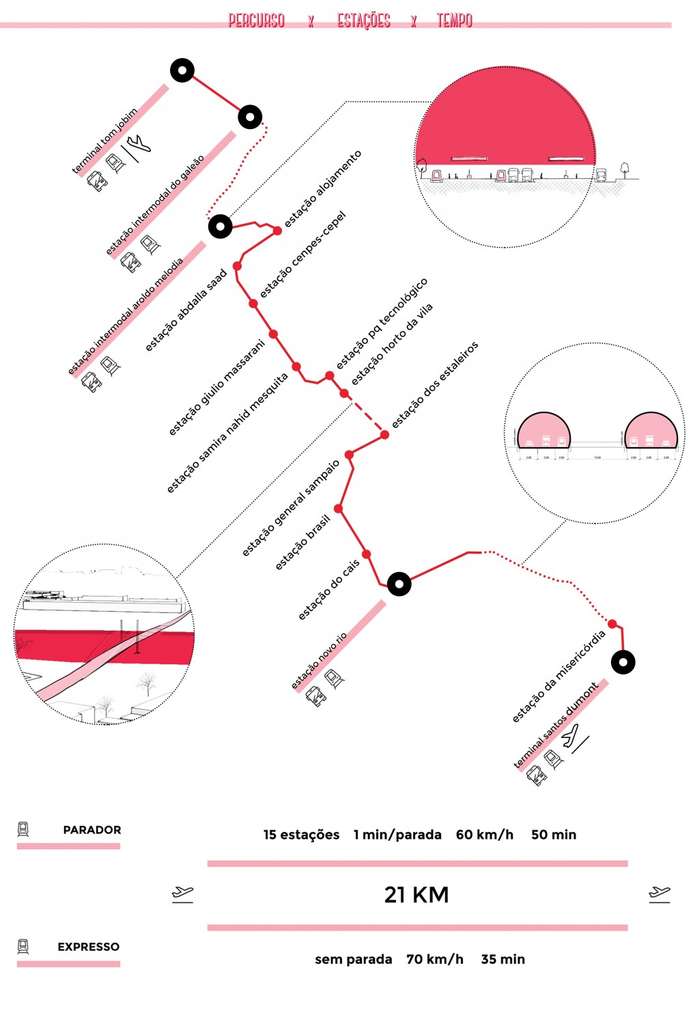 PERCURSO x ESTAÇÕES x TEMPO
terminal tom jobim
estação intermodal do galeão
estação intermodal aroldo melodia
estação alojamento
estação abdalla saad
estação cenpes-cepel
estação giulio massarani
estação samira nahid mesquita
estação pq tecnológico
estação horto da vila
estação dos estaleiros
estação general sampaio
estação brasil
estação do cais
estação novo rio
estação da misericórdia
terminal santos dumont
PARADOR
15 estações 1 min/parada 60 km/h 50 min
21 KM
EXPRESSO
sem parada 70 km/h 35 min